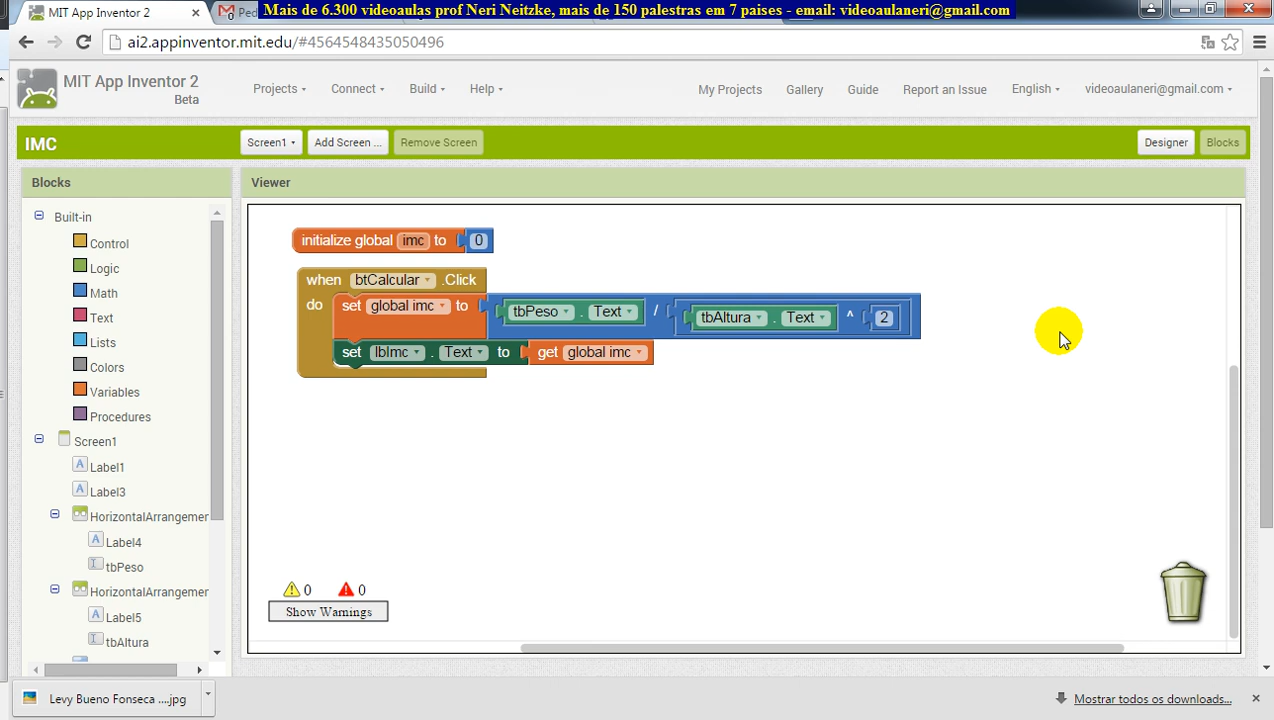 MIT App Inventor 2
Mais de 6.300 videoaulas prof Neri Neitzke, mais de 150 palestras em 7 paises - email: videoaulaneri@gmail.com
ai2.appinventor.mit.edu/#4564548435050496
MIT App Inventor 2
Beta
Projects Connect Build Help My Projects Gallery Guide Report an Issue English videoaulaneri@gmail.com
IMC Screen1 Add Screen ... Remove Screen Designer Blocks
Blocks Viewer
Built-in
Control
Logic
Math
Text
Lists
Colors
Variables
Procedures
Screen1
Label1
Label3
HorizontalArrangemer
Label4
tbPeso
HorizontalArrangemer
Label5
tbAltura
initialize global imc to 0
when btCalcular .Click
do set global imc to tbPeso . Text / tbAltura . Text ^ 2
set lblmc . Text to get global imc
0 0
Show Warnings
Levy Bueno Fonseca ....jpg
Mostrar todos os downloads...